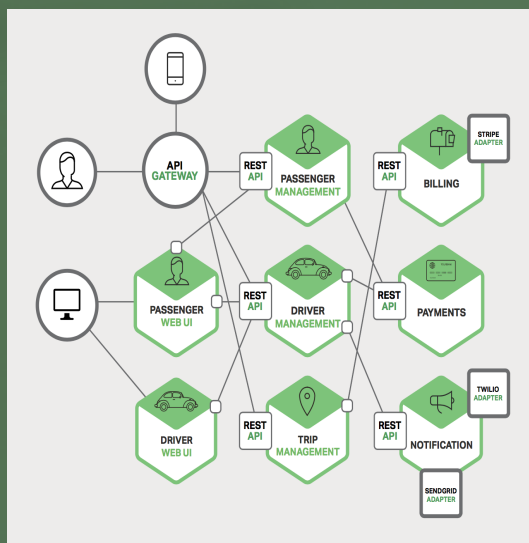 API
GATEWAY
REST
API
PASSENGER
MANAGEMENT
REST
API
BILLING
STRIPE
ADAPTER
PASSENGER
WEB UI
REST
API
DRIVER
MANAGEMENT
REST
API
PAYMENTS
DRIVER
WEB UI
REST
API
TRIP
MANAGEMENT
REST
API
NOTIFICATION
TWILIO
ADAPTER
SENDGRID
ADAPTER